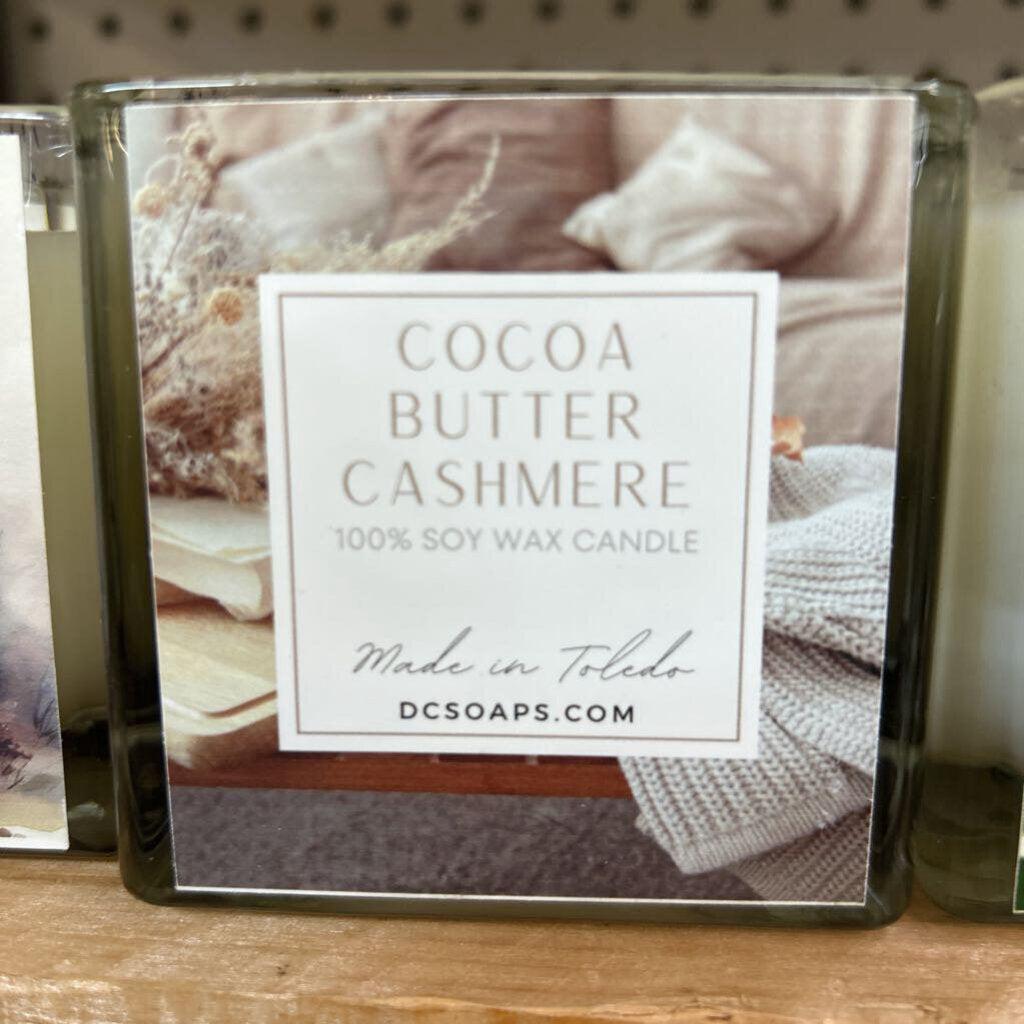 COCOA
BUTTER
CASHMERE
100% SOY WAX CANDLE
Made in Toledo
DCSOAPS.COM